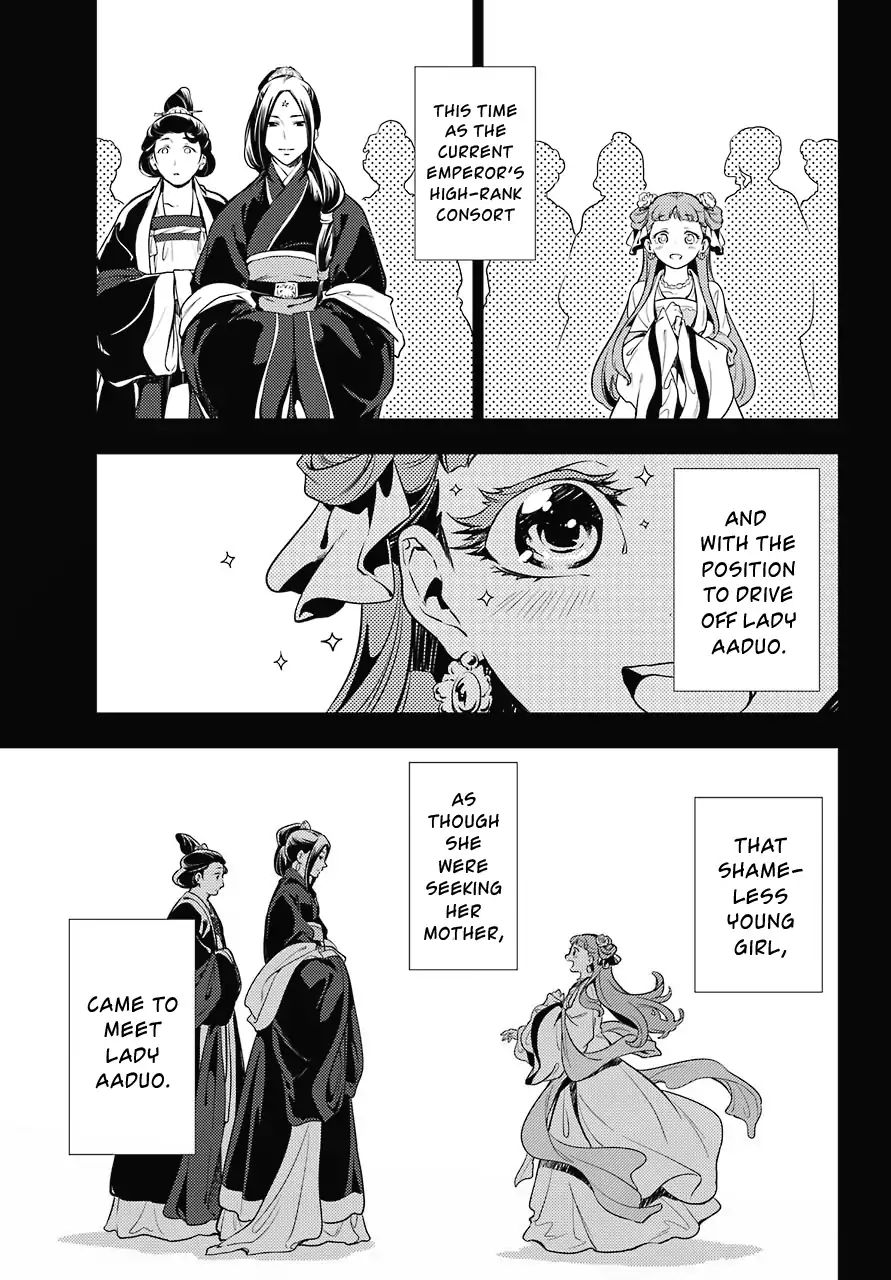 THIS TIME
AS THE
CURRENT
EMPEROR'S
HIGH-RANK
CONSORT
AND
WITH THE
POSITION
TO DRIVE
OFF LADY
AADUO.
THAT
SHAME-
LESS
YOUNG
GIRL,
AS
THOUGH
SHE
WERE
SEEKING
HER
MOTHER,
CAME TO
MEET
LADY
AADUO.